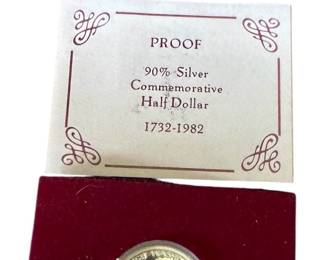 PROOF
90% Silver
Commemorative
Half Dollar
1732-1982